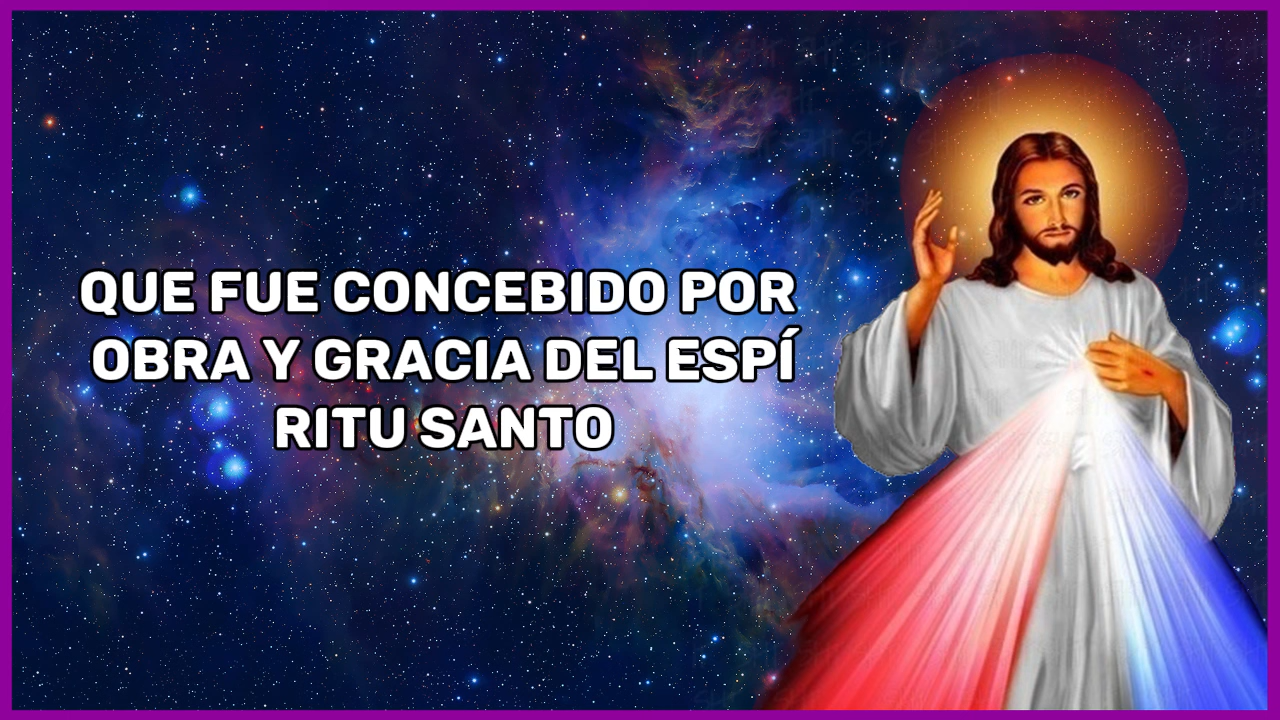 QUE FUE CONCEBIDO POR
OBRA Y GRACIA DEL ESPÍ
RITU SANTO